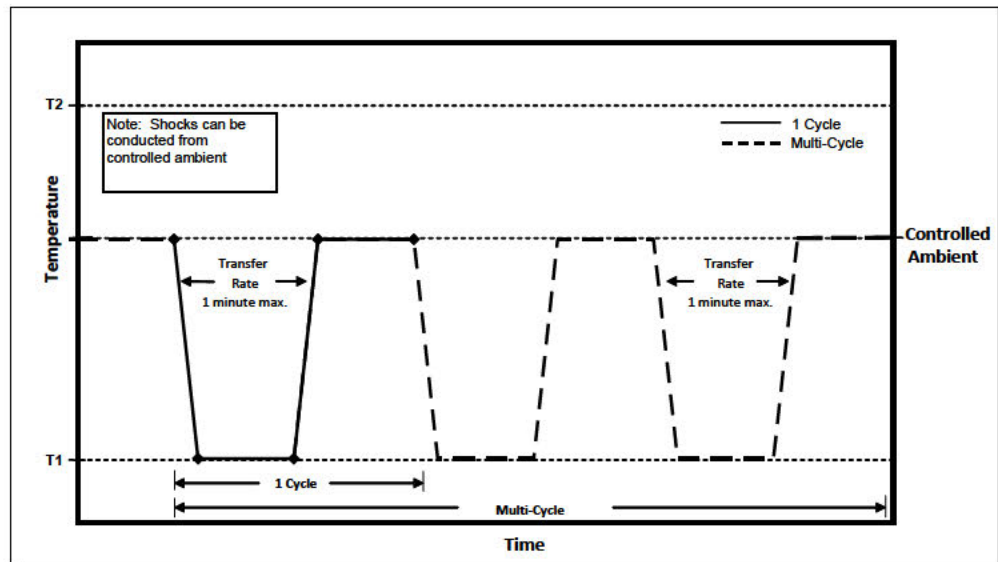 T2
Note: Shocks can be
conducted from
controlled ambient
1 Cycle
Multi-Cycle
Temperature
Controlled
Ambient
Transfer
Rate
1 minute max.
Transfer
Rate
1 minute max.
T1
1 Cycle
Multi-Cycle
Time